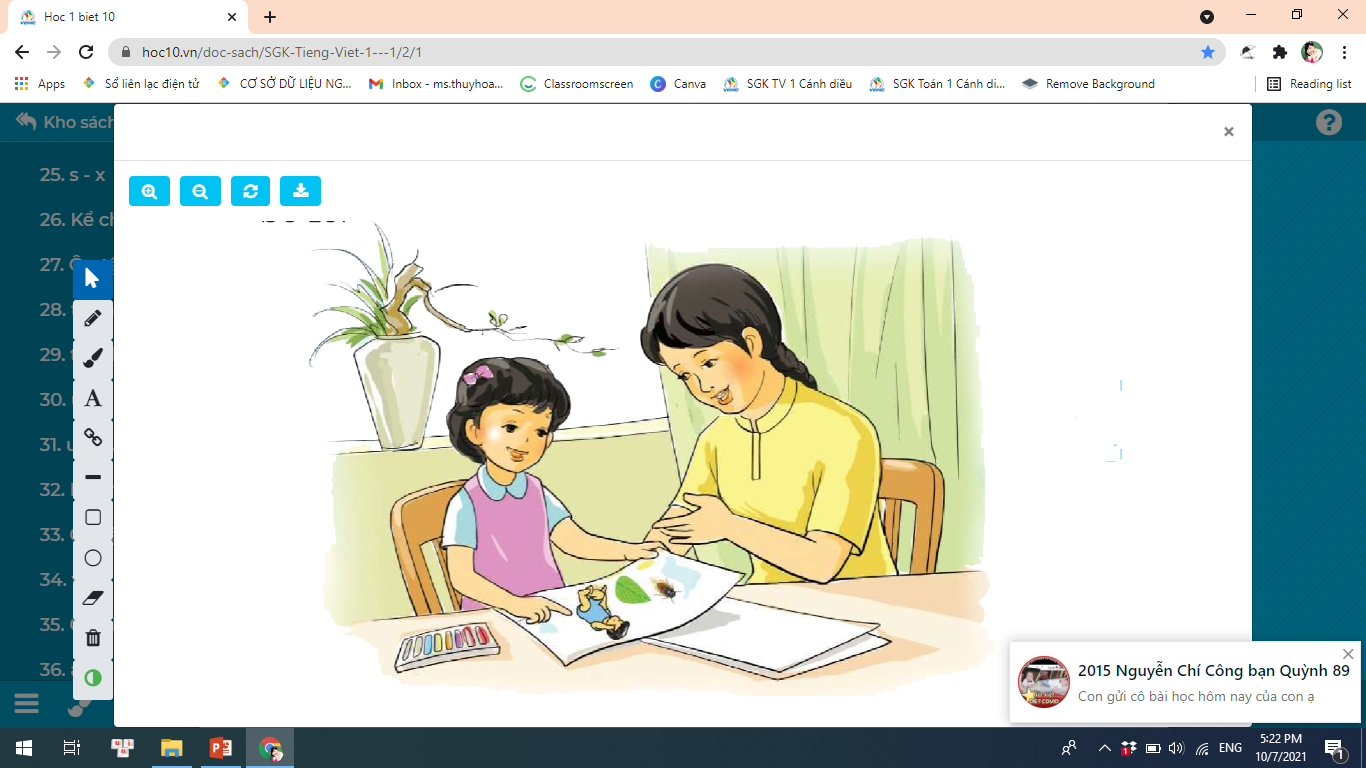 Hoc 1 biet 10
hoc10.vn/doc-sach/SGK-Tieng-Viet-1---1/2/1
Apps
Sổ liên lạc điện tử
CƠ SỞ DỮ LIỆU NG...
Inbox - ms.thuyhoa...
Classroomscreen
Canva
SGK TV 1 Cánh diều
SGK Toán 1 Cánh di...
Remove Background
Reading list
Kho sách
25. s - x
26. Kể
27.
28.
29.
30.
31. u
32.
33.
34.
35.
36.
A
2015 Nguyễn Chí Công bạn Quỳnh 89
Con gửi cô bài học hôm nay của con ạ
ENG
5:22 PM
10/7/2021
1